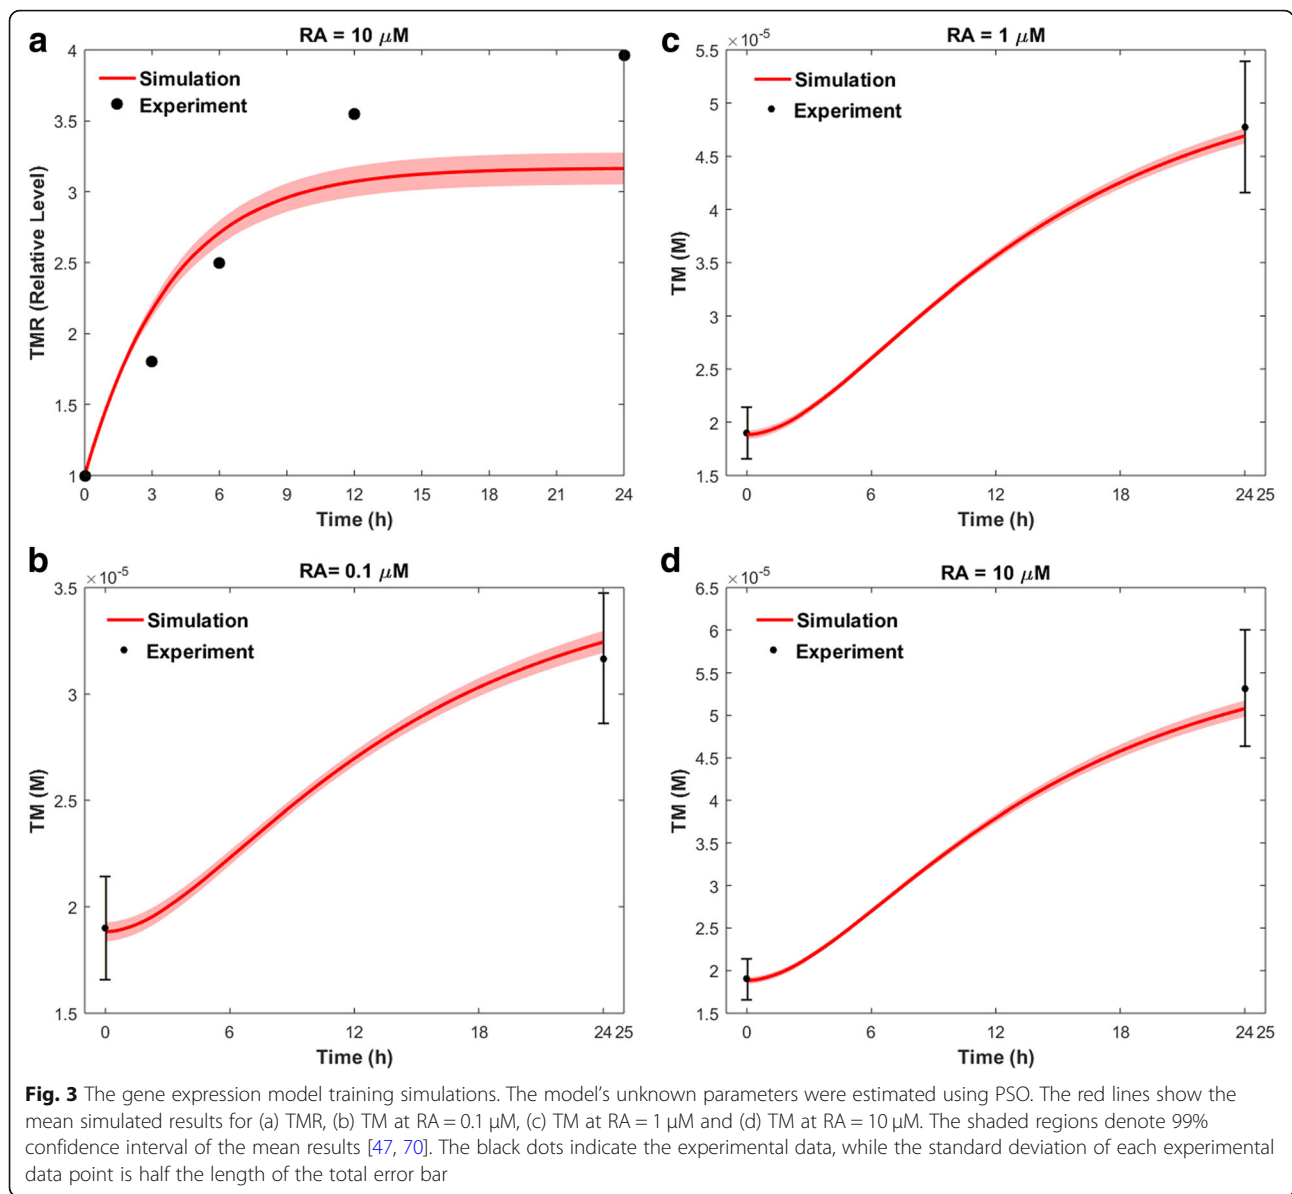 a
RA = 10 μM
4
3.5
3
2.5
2
1.5
1
TMR (Relative Level)
Simulation
Experiment
0 3 6 9 12 15 18 21 24
Time (h)
c
×10⁻⁵
RA = 1 μM
5.5
5
4.5
4
3.5
3
2.5
2
1.5
TM (M)
Simulation
Experiment
0 6 12 18 24 25
Time (h)
b
×10⁻⁵
RA= 0.1 μM
3.5
3
2.5
2
1.5
TM (M)
Simulation
Experiment
0 6 12 18 24 25
Time (h)
d
×10⁻⁵
RA = 10 μM
6.5
6
5.5
5
4.5
4
3.5
3
2.5
2
1.5
TM (M)
Simulation
Experiment
0 6 12 18 24 25
Time (h)
Fig. 3 The gene expression model training simulations. The model's unknown parameters were estimated using PSO. The red lines show the
mean simulated results for (a) TMR, (b) TM at RA = 0.1 μM, (c) TM at RA = 1 μM and (d) TM at RA = 10 μM. The shaded regions denote 99%
confidence interval of the mean results [47, 70]. The black dots indicate the experimental data, while the standard deviation of each experimental
data point is half the length of the total error bar